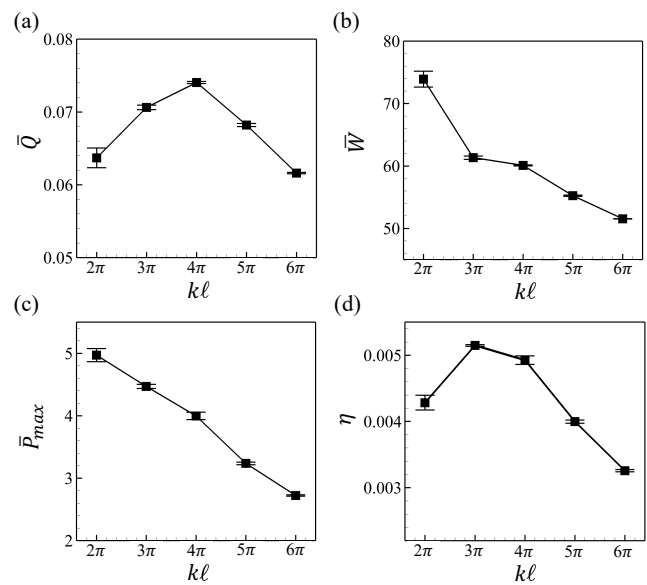 (a)
0.08
0.07
0.06
0.05
Q̅
2π 3π 4π 5π 6π
kℓ
(b)
80
70
60
50
W̅
2π 3π 4π 5π 6π
kℓ
(c)
5
4
3
2
P̅max
2π 3π 4π 5π 6π
kℓ
(d)
0.005
0.004
0.003
η
2π 3π 4π 5π 6π
kℓ